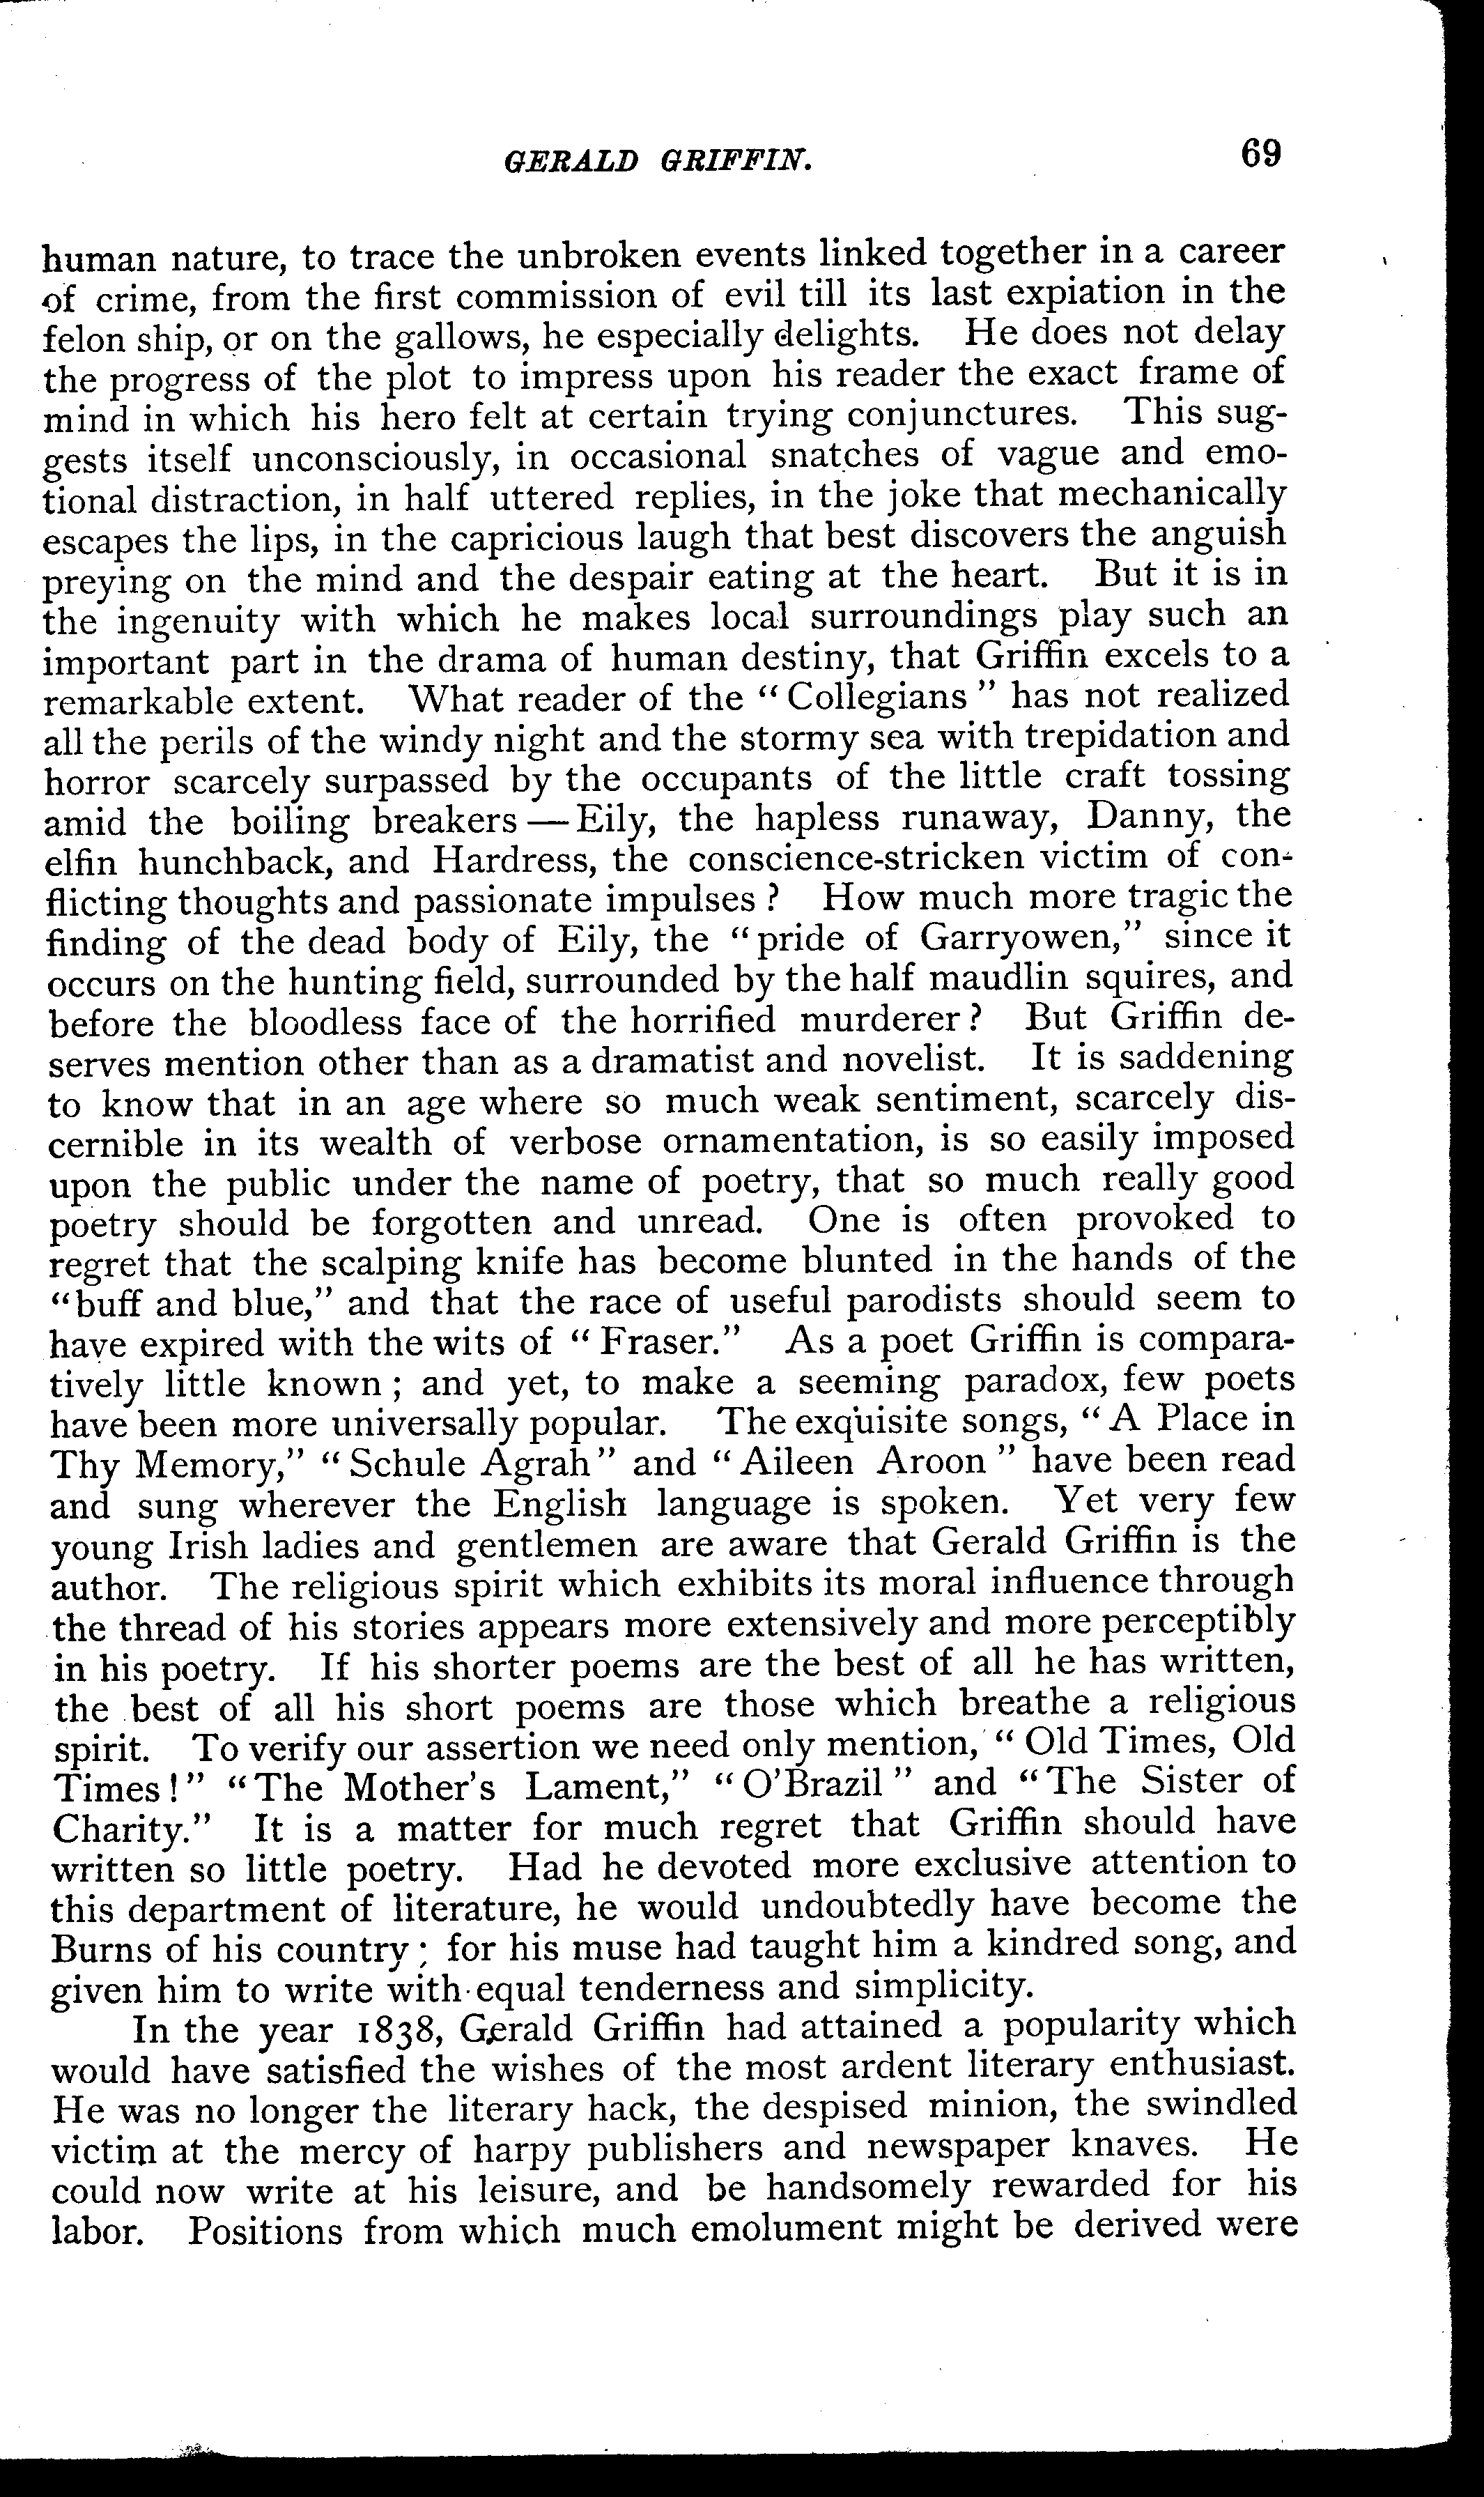 GERALD GRIFFIN. 69
human nature, to trace the unbroken events linked together in a career
of crime, from the first commission of evil till its last expiation in the
felon ship, or on the gallows, he especially delights. He does not delay
the progress of the plot to impress upon his reader the exact frame of
mind in which his hero felt at certain trying conjunctures. This sug-
gests itself unconsciously, in occasional snatches of vague and emo-
tional distraction, in half uttered replies, in the joke that mechanically
escapes the lips, in the capricious laugh that best discovers the anguish
preying on the mind and the despair eating at the heart. But it is in
the ingenuity with which he makes local surroundings play such an
important part in the drama of human destiny, that Griffin excels to a
remarkable extent. What reader of the "Collegians" has not realized
all the perils of the windy night and the stormy sea with trepidation and
horror scarcely surpassed by the occupants of the little craft tossing
amid the boiling breakers — Eily, the hapless runaway, Danny, the
elfin hunchback, and Hardress, the conscience-stricken victim of con-
flicting thoughts and passionate impulses? How much more tragic the
finding of the dead body of Eily, the "pride of Garryowen," since it
occurs on the hunting field, surrounded by the half maudlin squires, and
before the bloodless face of the horrified murderer? But Griffin de-
serves mention other than as a dramatist and novelist. It is saddening
to know that in an age where so much weak sentiment, scarcely dis-
cernible in its wealth of verbose ornamentation, is so easily imposed
upon the public under the name of poetry, that so much really good
poetry should be forgotten and unread. One is often provoked to
regret that the scalping knife has become blunted in the hands of the
"buff and blue," and that the race of useful parodists should seem to
have expired with the wits of "Fraser." As a poet Griffin is compara-
tively little known; and yet, to make a seeming paradox, few poets
have been more universally popular. The exquisite songs, "A Place in
Thy Memory," "Schule Agrah" and "Aileen Aroon" have been read
and sung wherever the English language is spoken. Yet very few
young Irish ladies and gentlemen are aware that Gerald Griffin is the
author. The religious spirit which exhibits its moral influence through
the thread of his stories appears more extensively and more perceptibly
in his poetry. If his shorter poems are the best of all he has written,
the best of all his short poems are those which breathe a religious
spirit. To verify our assertion we need only mention, "Old Times, Old
Times!" "The Mother's Lament," "O'Brazil" and "The Sister of
Charity." It is a matter for much regret that Griffin should have
written so little poetry. Had he devoted more exclusive attention to
this department of literature, he would undoubtedly have become the
Burns of his country; for his muse had taught him a kindred song, and
given him to write with equal tenderness and simplicity.
In the year 1838, Gerald Griffin had attained a popularity which
would have satisfied the wishes of the most ardent literary enthusiast.
He was no longer the literary hack, the despised minion, the swindled
victim at the mercy of harpy publishers and newspaper knaves. He
could now write at his leisure, and be handsomely rewarded for his
labor. Positions from which much emolument might be derived were